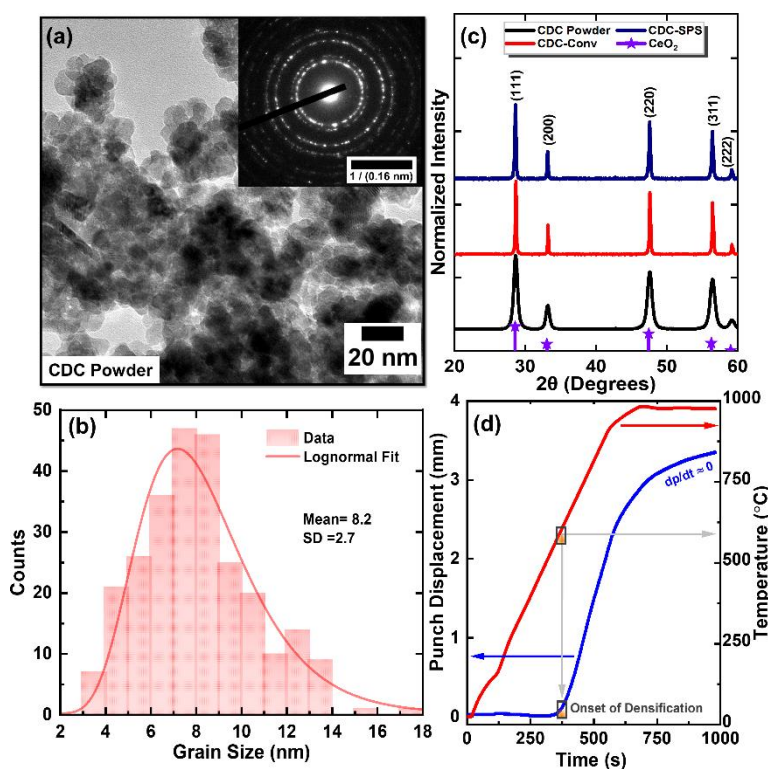 (a)
1 / (0.16 nm)
20 nm
CDC Powder
(c)
CDC Powder
CDC-SPS
CDC-Conv
CeO2
(111)
(200)
(220)
(311)
(222)
Normalized Intensity
20 30 40 50 60
2θ (Degrees)
(b)
Data
Lognormal Fit
Mean= 8.2
SD =2.7
Counts
50
40
30
20
10
0
2 4 6 8 10 12 14 16 18
Grain Size (nm)
(d)
dp/dt ≈ 0
Onset of Densification
Punch Displacement (mm)
4
3
2
1
0
Temperature (°C)
1000
750
500
250
0
0 250 500 750 1000
Time (s)